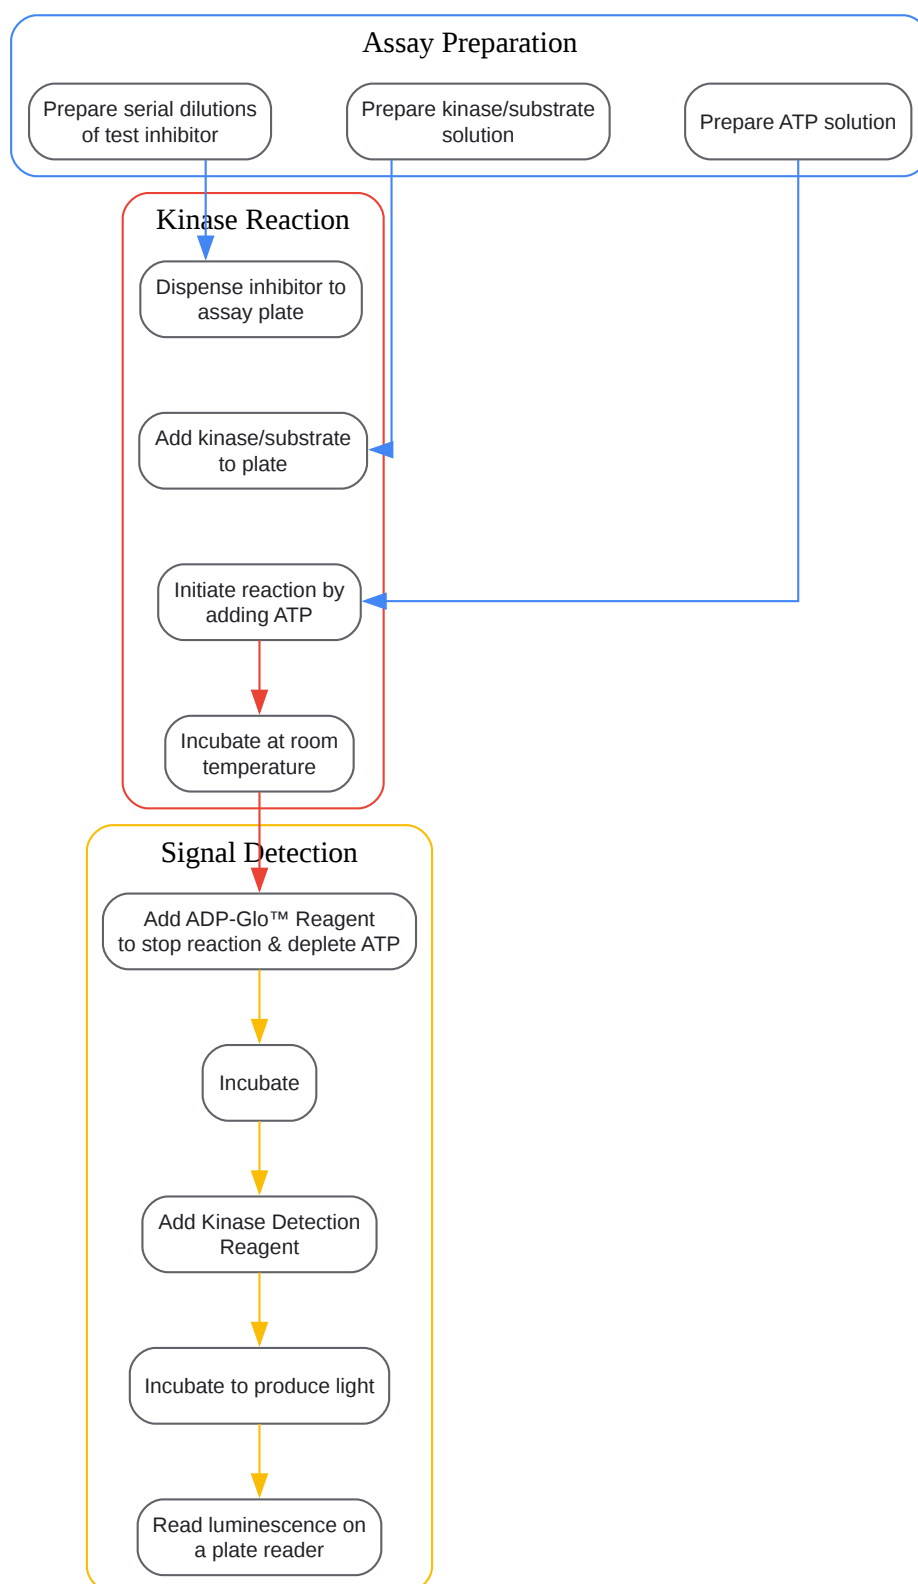 Assay Preparation
Prepare serial dilutions
of test inhibitor
Prepare kinase/substrate
solution
Prepare ATP solution
Kinase Reaction
Dispense inhibitor to
assay plate
Add kinase/substrate
to plate
Initiate reaction by
adding ATP
Incubate at room
temperature
Signal Detection
Add ADP-Glo™ Reagent
to stop reaction & deplete ATP
Incubate
Add Kinase Detection
Reagent
Incubate to produce light
Read luminescence on
a plate reader